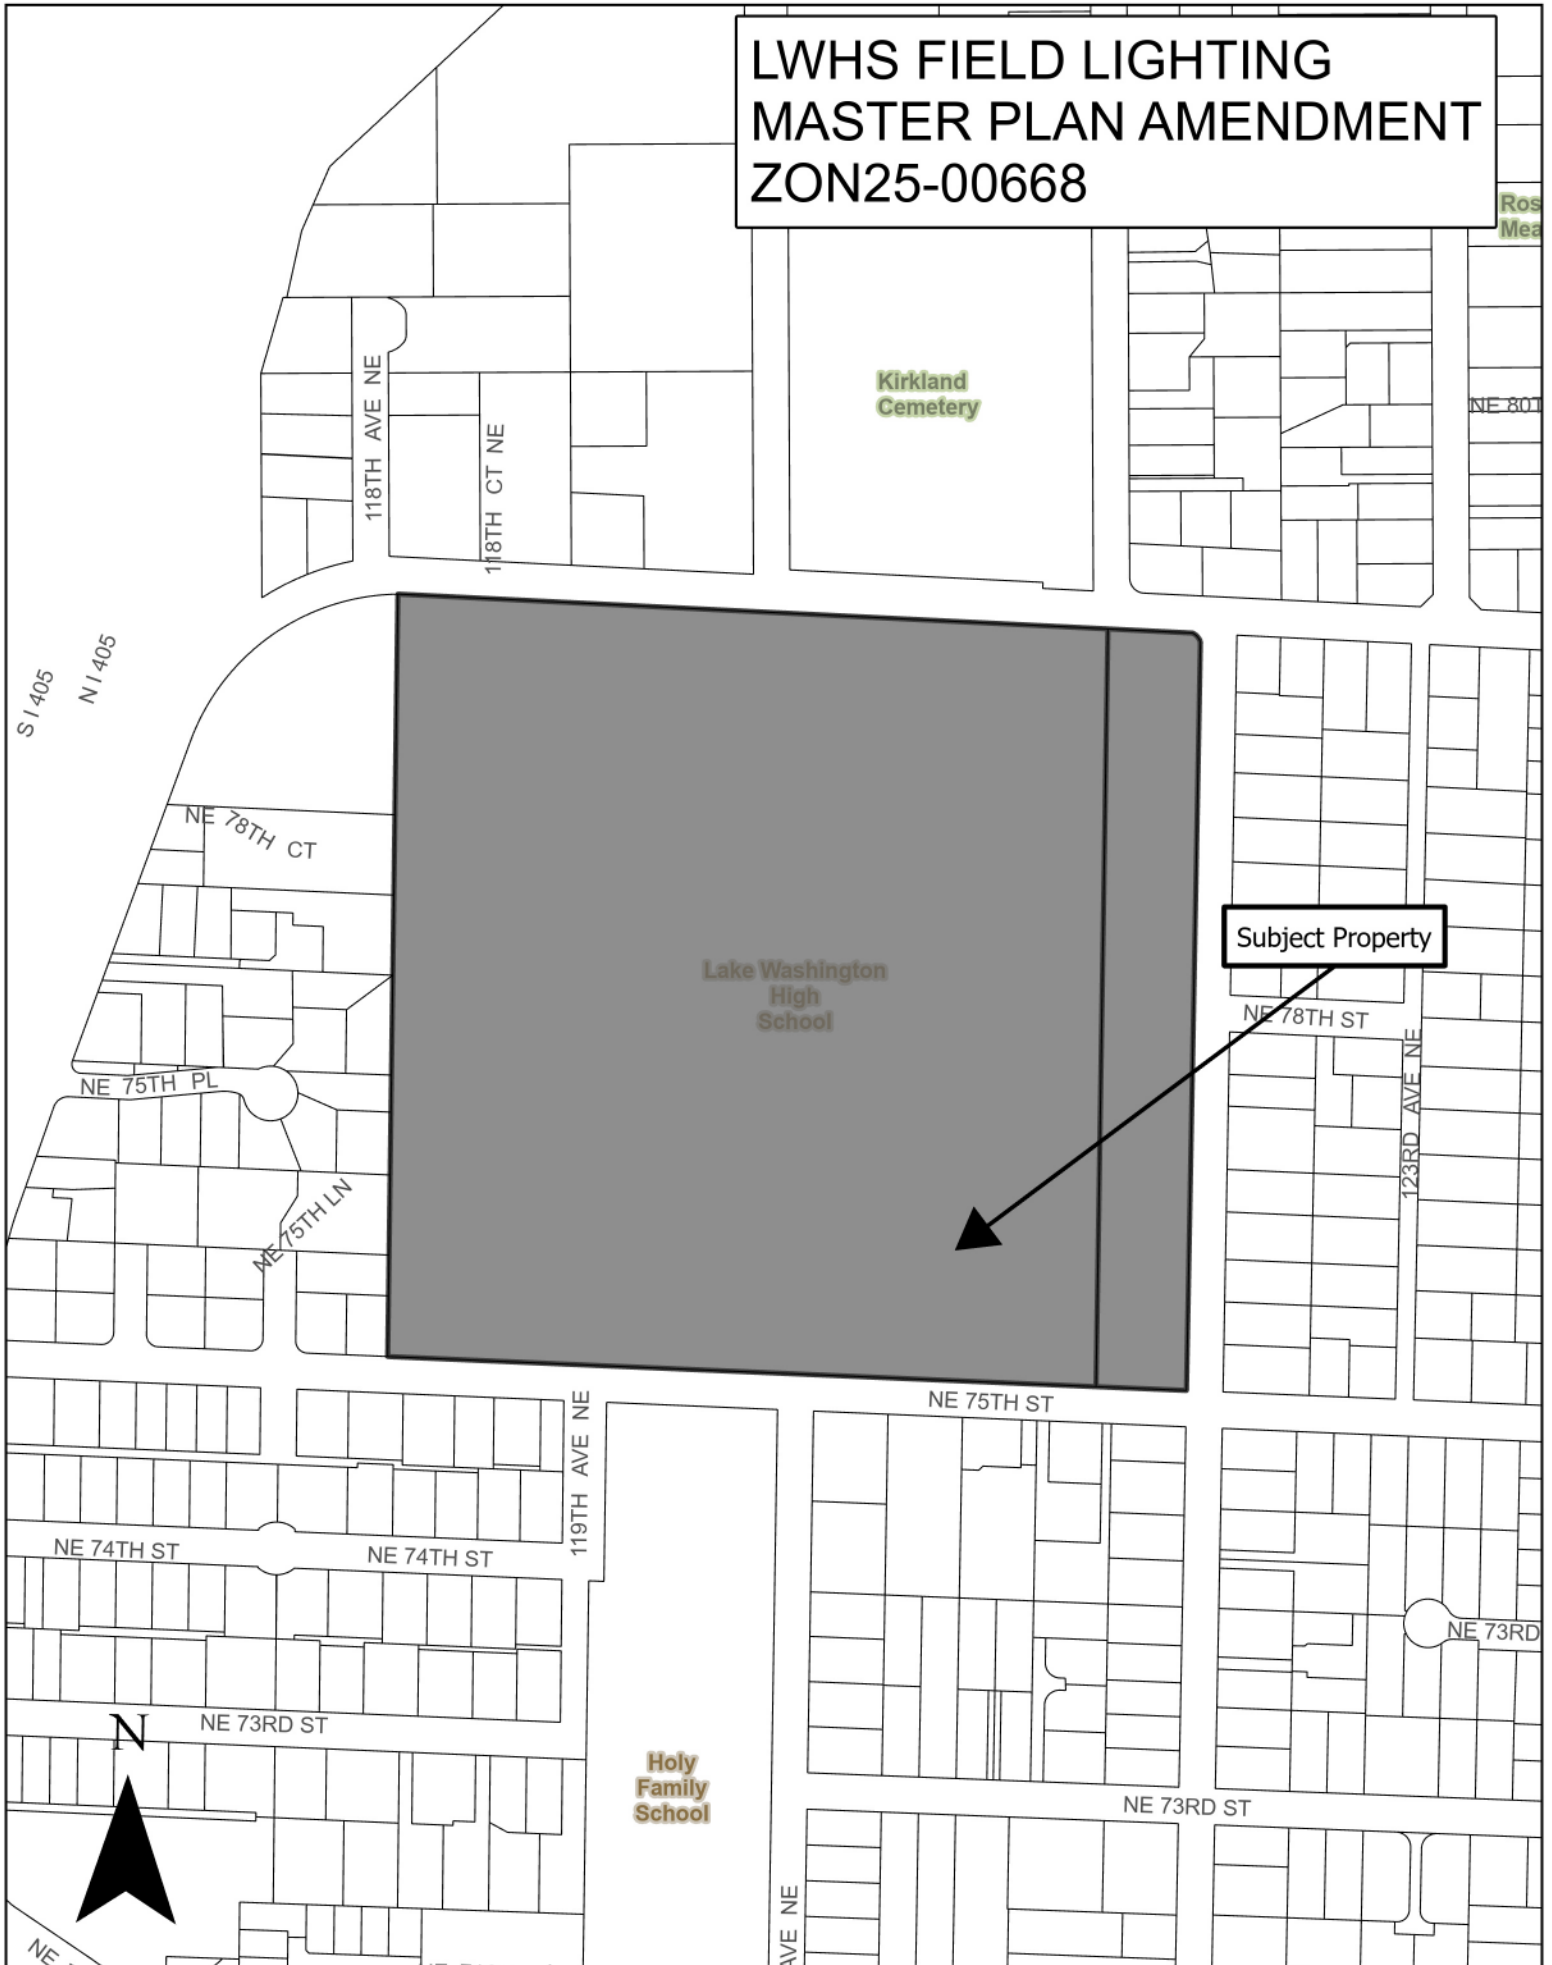 LWHS FIELD LIGHTING
MASTER PLAN AMENDMENT
ZON25-00668
Ros
Mea
Kirkland
Cemetery
118TH AVE NE
118TH CT NE
NE 80T
S I 405
N I 405
NE 78TH CT
Subject Property
Lake Washington
High
School
NE 78TH ST
123RD AVE NE
NE 75TH PL
NE 75TH LN
NE 75TH ST
119TH AVE NE
NE 74TH ST
NE 74TH ST
NE 73RD
NE 73RD ST
N
Holy
Family
School
NE 73RD ST
AVE NE
NE